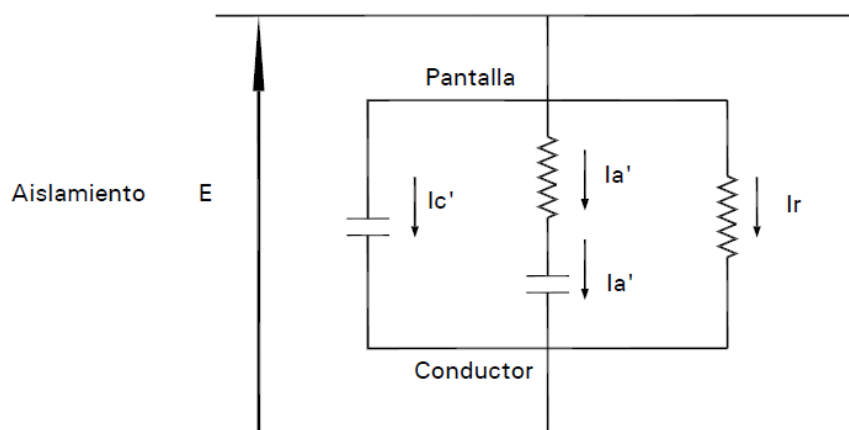 Pantalla
Aislamiento E
Ic'
Ia'
Ir
Ia'
Conductor